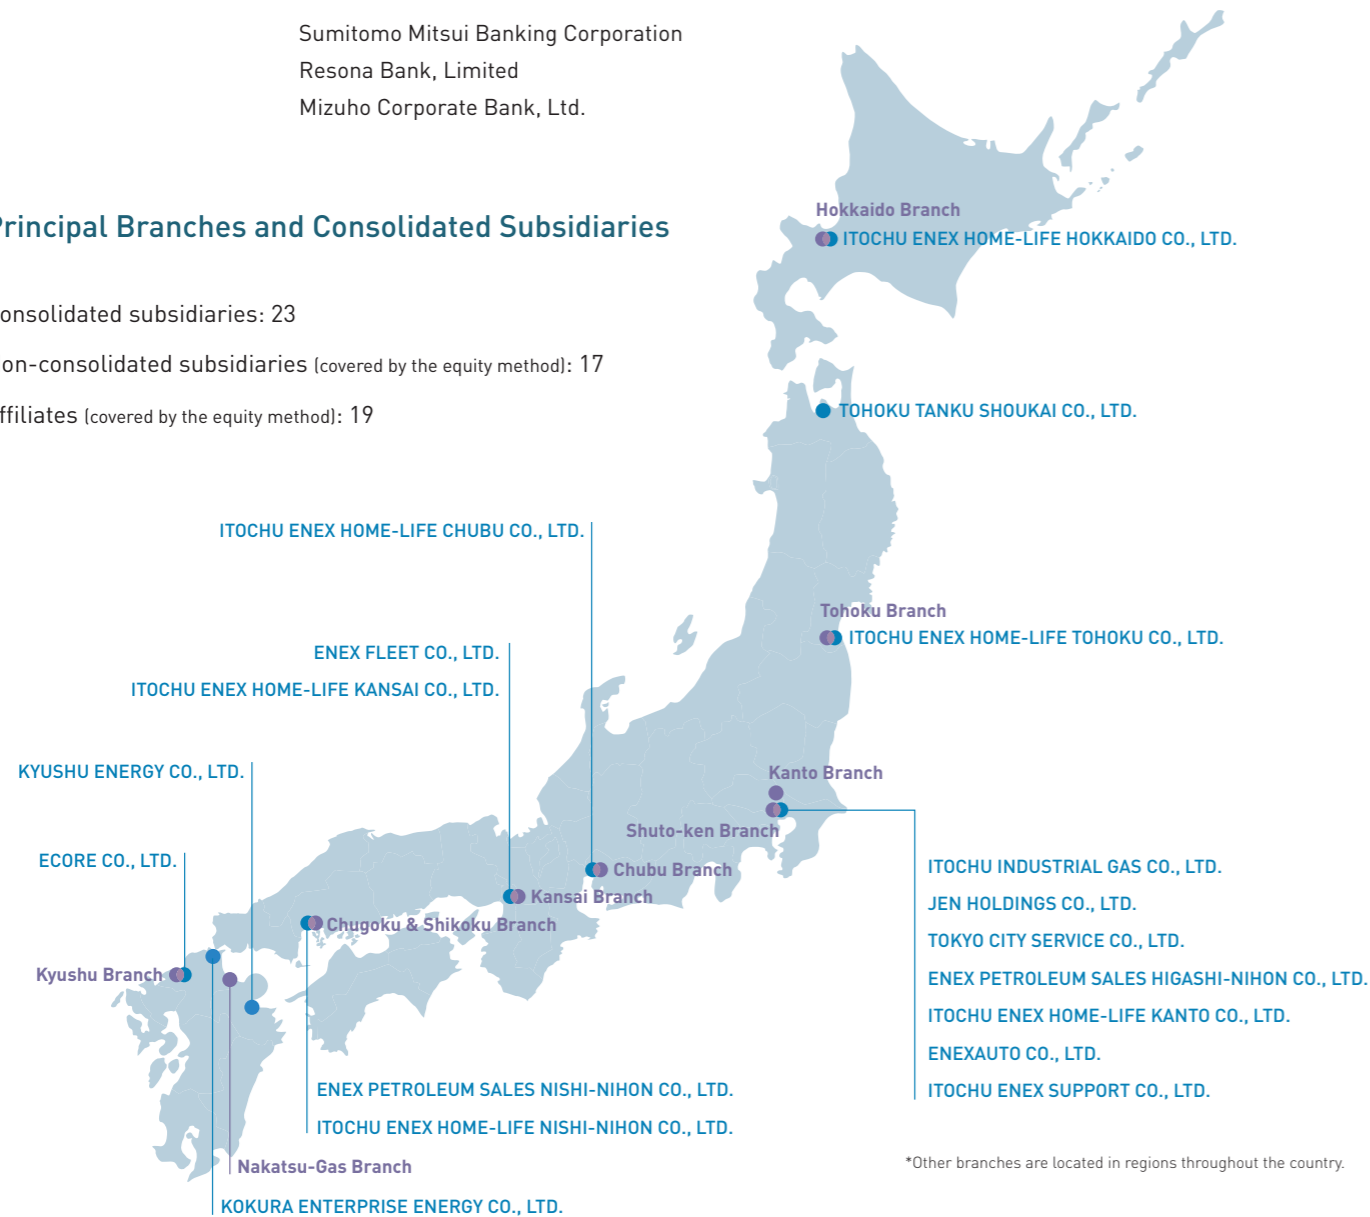 Sumitomo Mitsui Banking Corporation
Resona Bank, Limited
Mizuho Corporate Bank, Ltd.
Principal Branches and Consolidated Subsidiaries
onsolidated subsidiaries: 23
on-consolidated subsidiaries (covered by the equity method): 17
ffiliates (covered by the equity method): 19
Hokkaido Branch
ITOCHU ENEX HOME-LIFE HOKKAIDO CO., LTD.
TOHOKU TANKU SHOUKAI CO., LTD.
ITOCHU ENEX HOME-LIFE CHUBU CO., LTD.
Tohoku Branch
ITOCHU ENEX HOME-LIFE TOHOKU CO., LTD.
ENEX FLEET CO., LTD.
ITOCHU ENEX HOME-LIFE KANSAI CO., LTD.
KYUSHU ENERGY CO., LTD.
Kanto Branch
Shuto-ken Branch
ECORE CO., LTD.
Chubu Branch
Kansai Branch
Chugoku & Shikoku Branch
Kyushu Branch
ITOCHU INDUSTRIAL GAS CO., LTD.
JEN HOLDINGS CO., LTD.
TOKYO CITY SERVICE CO., LTD.
ENEX PETROLEUM SALES HIGASHI-NIHON CO., LTD.
ITOCHU ENEX HOME-LIFE KANTO CO., LTD.
ENEXAUTO CO., LTD.
ITOCHU ENEX SUPPORT CO., LTD.
ENEX PETROLEUM SALES NISHI-NIHON CO., LTD.
ITOCHU ENEX HOME-LIFE NISHI-NIHON CO., LTD.
Nakatsu-Gas Branch
KOKURA ENTERPRISE ENERGY CO., LTD.
*Other branches are located in regions throughout the country.